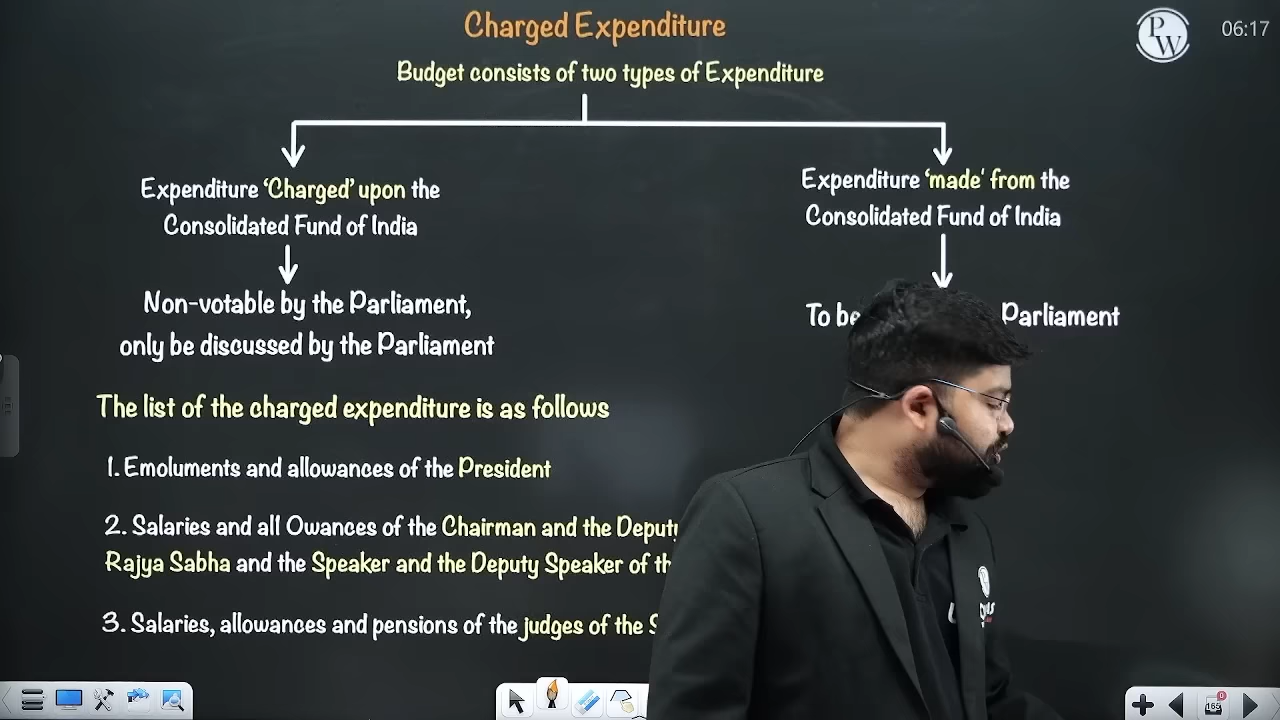 Charged Expenditure
PW
06:17
Budget consists of two types of Expenditure
Expenditure ‘Charged’ upon the
Consolidated Fund of India
Expenditure ‘made’ from the
Consolidated Fund of India
Non-votable by the Parliament,
only be discussed by the Parliament
To be Parliament
The list of the charged expenditure is as follows
1. Emoluments and allowances of the President
2. Salaries and all Owances of the Chairman and the Deputy
Rajya Sabha and the Speaker and the Deputy Speaker of
3. Salaries, allowances and pensions of the judges of the
165